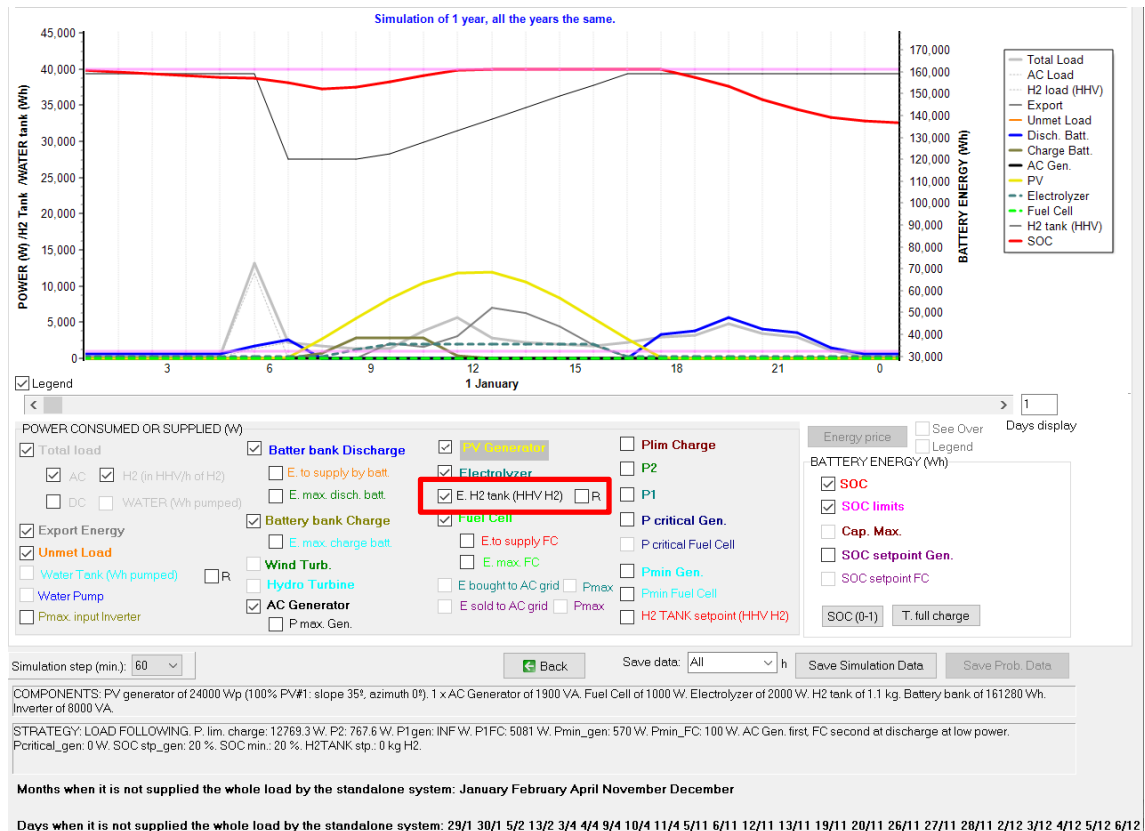 Simulation of 1 year, all the years the same.
POWER (W) /H2 Tank /WATER tank (Wh)
45,000
40,000
35,000
30,000
25,000
20,000
15,000
10,000
5,000
0
3 6 9 12 15 18 21 0
1 January
170,000
160,000
150,000
140,000
130,000
120,000
110,000
100,000
90,000
80,000
70,000
60,000
50,000
40,000
30,000
BATTERY ENERGY (Wh)
Total Load
AC Load
H2 load (HHV)
Export
Unmet Load
Disch. Batt.
Charge Batt.
AC Gen.
PV
Electrolyzer
Fuel Cell
H2 tank (HHV)
SOC
Legend
< > 1
Days display
POWER CONSUMED OR SUPPLIED (W)
Total load
AC H2 (in HHV/h of H2)
DC WATER (Wh pumped)
Export Energy
Unmet Load
Water Tank (Wh pumped) R
Water Pump
Pmax. input Inverter
Batter bank Discharge
E. to supply by batt.
E. max. disch. batt.
Battery bank Charge
E. max. charge batt.
Wind Turb.
Hydro Turbine
AC Generator
P max. Gen.
PV Generator
Electrolyzer
E. H2 tank (HHV H2) R
Fuel Cell
E.to supply FC
E. max. FC
E bought to AC grid Pmax
E sold to AC grid Pmax
Plim Charge
P2
P1
P critical Gen.
P critical Fuel Cell
Pmin Gen.
Pmin Fuel Cell
H2 TANK setpoint (HHV H2)
Energy price
See Over
Legend
BATTERY ENERGY (Wh)
SOC
SOC limits
Cap. Max.
SOC setpoint Gen.
SOC setpoint FC
SOC (0-1) T. full charge
Simulation step (min.): 60 Back Save data: All h Save Simulation Data Save Prob. Data
COMPONENTS: PV generator of 24000 Wp (100% PV#1: slope 35º, azimuth 0º). 1 x AC Generator of 1900 VA. Fuel Cell of 1000 W. Electrolyzer of 2000 W. H2 tank of 1.1 kg. Battery bank of 161280 Wh.
Inverter of 8000 VA.
STRATEGY: LOAD FOLLOWING. P. lim. charge: 12769.3 W. P2: 767.6 W. P1gen: INF W. P1FC: 5081 W. Pmin_gen: 570 W. Pmin_FC: 100 W. AC Gen. first, FC second at discharge at low power.
Pcritical_gen: 0 W. SOC stp_gen: 20 %. SOC min.: 20 %. H2TANK stp.: 0 kg H2.
Months when it is not supplied the whole load by the standalone system: January February April November December
Days when it is not supplied the whole load by the standalone system: 29/1 30/1 5/2 13/2 3/4 4/4 9/4 10/4 11/4 5/11 6/11 12/11 13/11 19/11 20/11 26/11 27/11 28/11 2/12 3/12 4/12 5/12 6/12